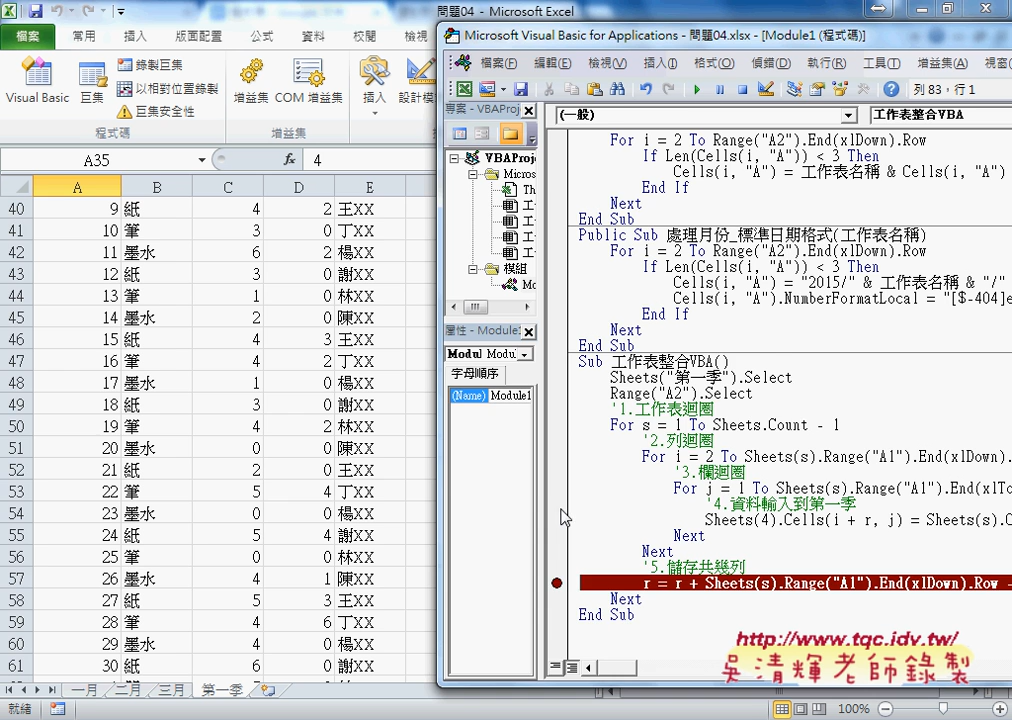 問題04 - Microsoft Excel
檔案 常用 插入 版面配置 公式 資料 校閱 檢視
Visual Basic 巨集 錄製巨集 以相對位置錄製 巨集安全性 增益集 COM 增益集 插入 設計模
程式碼 增益集
A35 fx 4
A B C D E
40 9 紙 4 2 王XX
41 10 筆 3 0 丁XX
42 11 墨水 6 2 楊XX
43 12 紙 3 0 謝XX
44 13 筆 1 0 林XX
45 14 墨水 2 0 陳XX
46 15 紙 4 3 王XX
47 16 筆 4 2 丁XX
48 17 墨水 1 0 楊XX
49 18 紙 3 0 謝XX
50 19 筆 4 2 林XX
51 20 墨水 0 0 陳XX
52 21 紙 2 0 王XX
53 22 筆 5 4 丁XX
54 23 墨水 0 0 楊XX
55 24 紙 5 4 謝XX
56 25 筆 0 0 林XX
57 26 墨水 4 1 陳XX
58 27 紙 5 3 王XX
59 28 筆 4 6 丁XX
60 29 墨水 4 0 楊XX
61 30 紙 6 0 謝XX
一月 二月 三月 第一季
就緒 100%
Microsoft Visual Basic for Applications - 問題04.xlsx - [Module1 (程式碼)]
檔案(F) 編輯(E) 檢視(V) 插入(I) 格式(O) 偵錯(D) 執行(R) 工具(T) 增益集(A) 視窗
列 83, 行 1
專案 - VBAProj
VBAProj
Micros
Th
工
工
工
工
模組
Mo
屬性 - Module
Modul Modu
字母順序
(Name) Module1
(一般) 工作表整合VBA
For i = 2 To Range("A2").End(xlDown).Row
If Len(Cells(i, "A")) < 3 Then
Cells(i, "A") = 工作表名稱 & Cells(i, "A")
End If
Next
End Sub
Public Sub 處理月份_標準日期格式(工作表名稱)
For i = 2 To Range("A2").End(xlDown).Row
If Len(Cells(i, "A")) < 3 Then
Cells(i, "A") = "2015/" & 工作表名稱 & "/"
Cells(i, "A").NumberFormatLocal = "[$-404]e
End If
Next
End Sub
Sub 工作表整合VBA()
Sheets("第一季").Select
Range("A2").Select
'1.工作表迴圈
For s = 1 To Sheets.Count - 1
'2.列迴圈
For i = 2 To Sheets(s).Range("A1").End(xlDown).
'3.欄迴圈
For j = 1 To Sheets(s).Range("A1").End(xlTo
'4.資料輸入到第一季
Sheets(4).Cells(i + r, j) = Sheets(s).C
Next
Next
'5.儲存共幾列
r = r + Sheets(s).Range("A1").End(xlDown).Row -
Next
End Sub
http://www.tqc.idv.tw/
吳清輝老師錄製